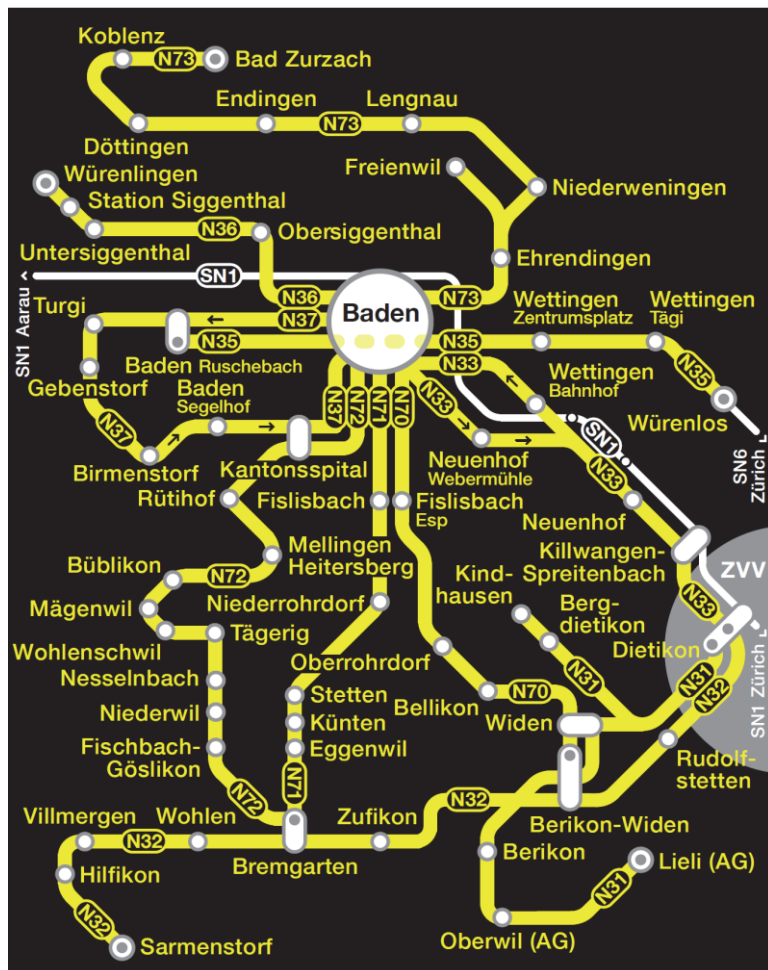 Koblenz
N73
Bad Zurzach
Endingen
Lengnau
N73
Döttingen
Würenlingen
Freienwil
Station Siggenthal
Niederweningen
N36
Obersiggenthal
Untersiggenthal
Ehrendingen
SN1
SN1 Aarau
N36
N73
Turgi
N37
Baden
Wettingen
Zentrumsplatz
Wettingen
Tägi
N35
N35
Baden Ruschebach
N33
N35
Gebenstorf
Baden
Segelhof
Wettingen
Bahnhof
Würenlos
N37
N37
N72
N71
N70
N33
SN1
SN6
Zürich
Birmenstorf
Kantonsspital
Neuenhof
Webermühle
N33
Rütihof
Fislisbach
Fislisbach
Esp
Neuenhof
Mellingen
Heitersberg
Killwangen-
Spreitenbach
ZVV
Büblikon
N72
Kind-
hausen
N33
Mägenwil
Niederrohrdorf
Berg-
dietikon
Wohlenschwil
Tägerig
Dietikon
Nesselnbach
Oberrohrdorf
N31
N31
N32
SN1 Zürich
Stetten
Bellikon
N70
Niederwil
Künten
Widen
Fischbach-
Göslikon
Eggenwil
Rudolf-
stetten
N71
N72
N32
Villmergen
Wohlen
Zufikon
Berikon-Widen
N32
Bremgarten
Berikon
Hilfikon
Lieli (AG)
N31
N32
Oberwil (AG)
Sarmenstorf